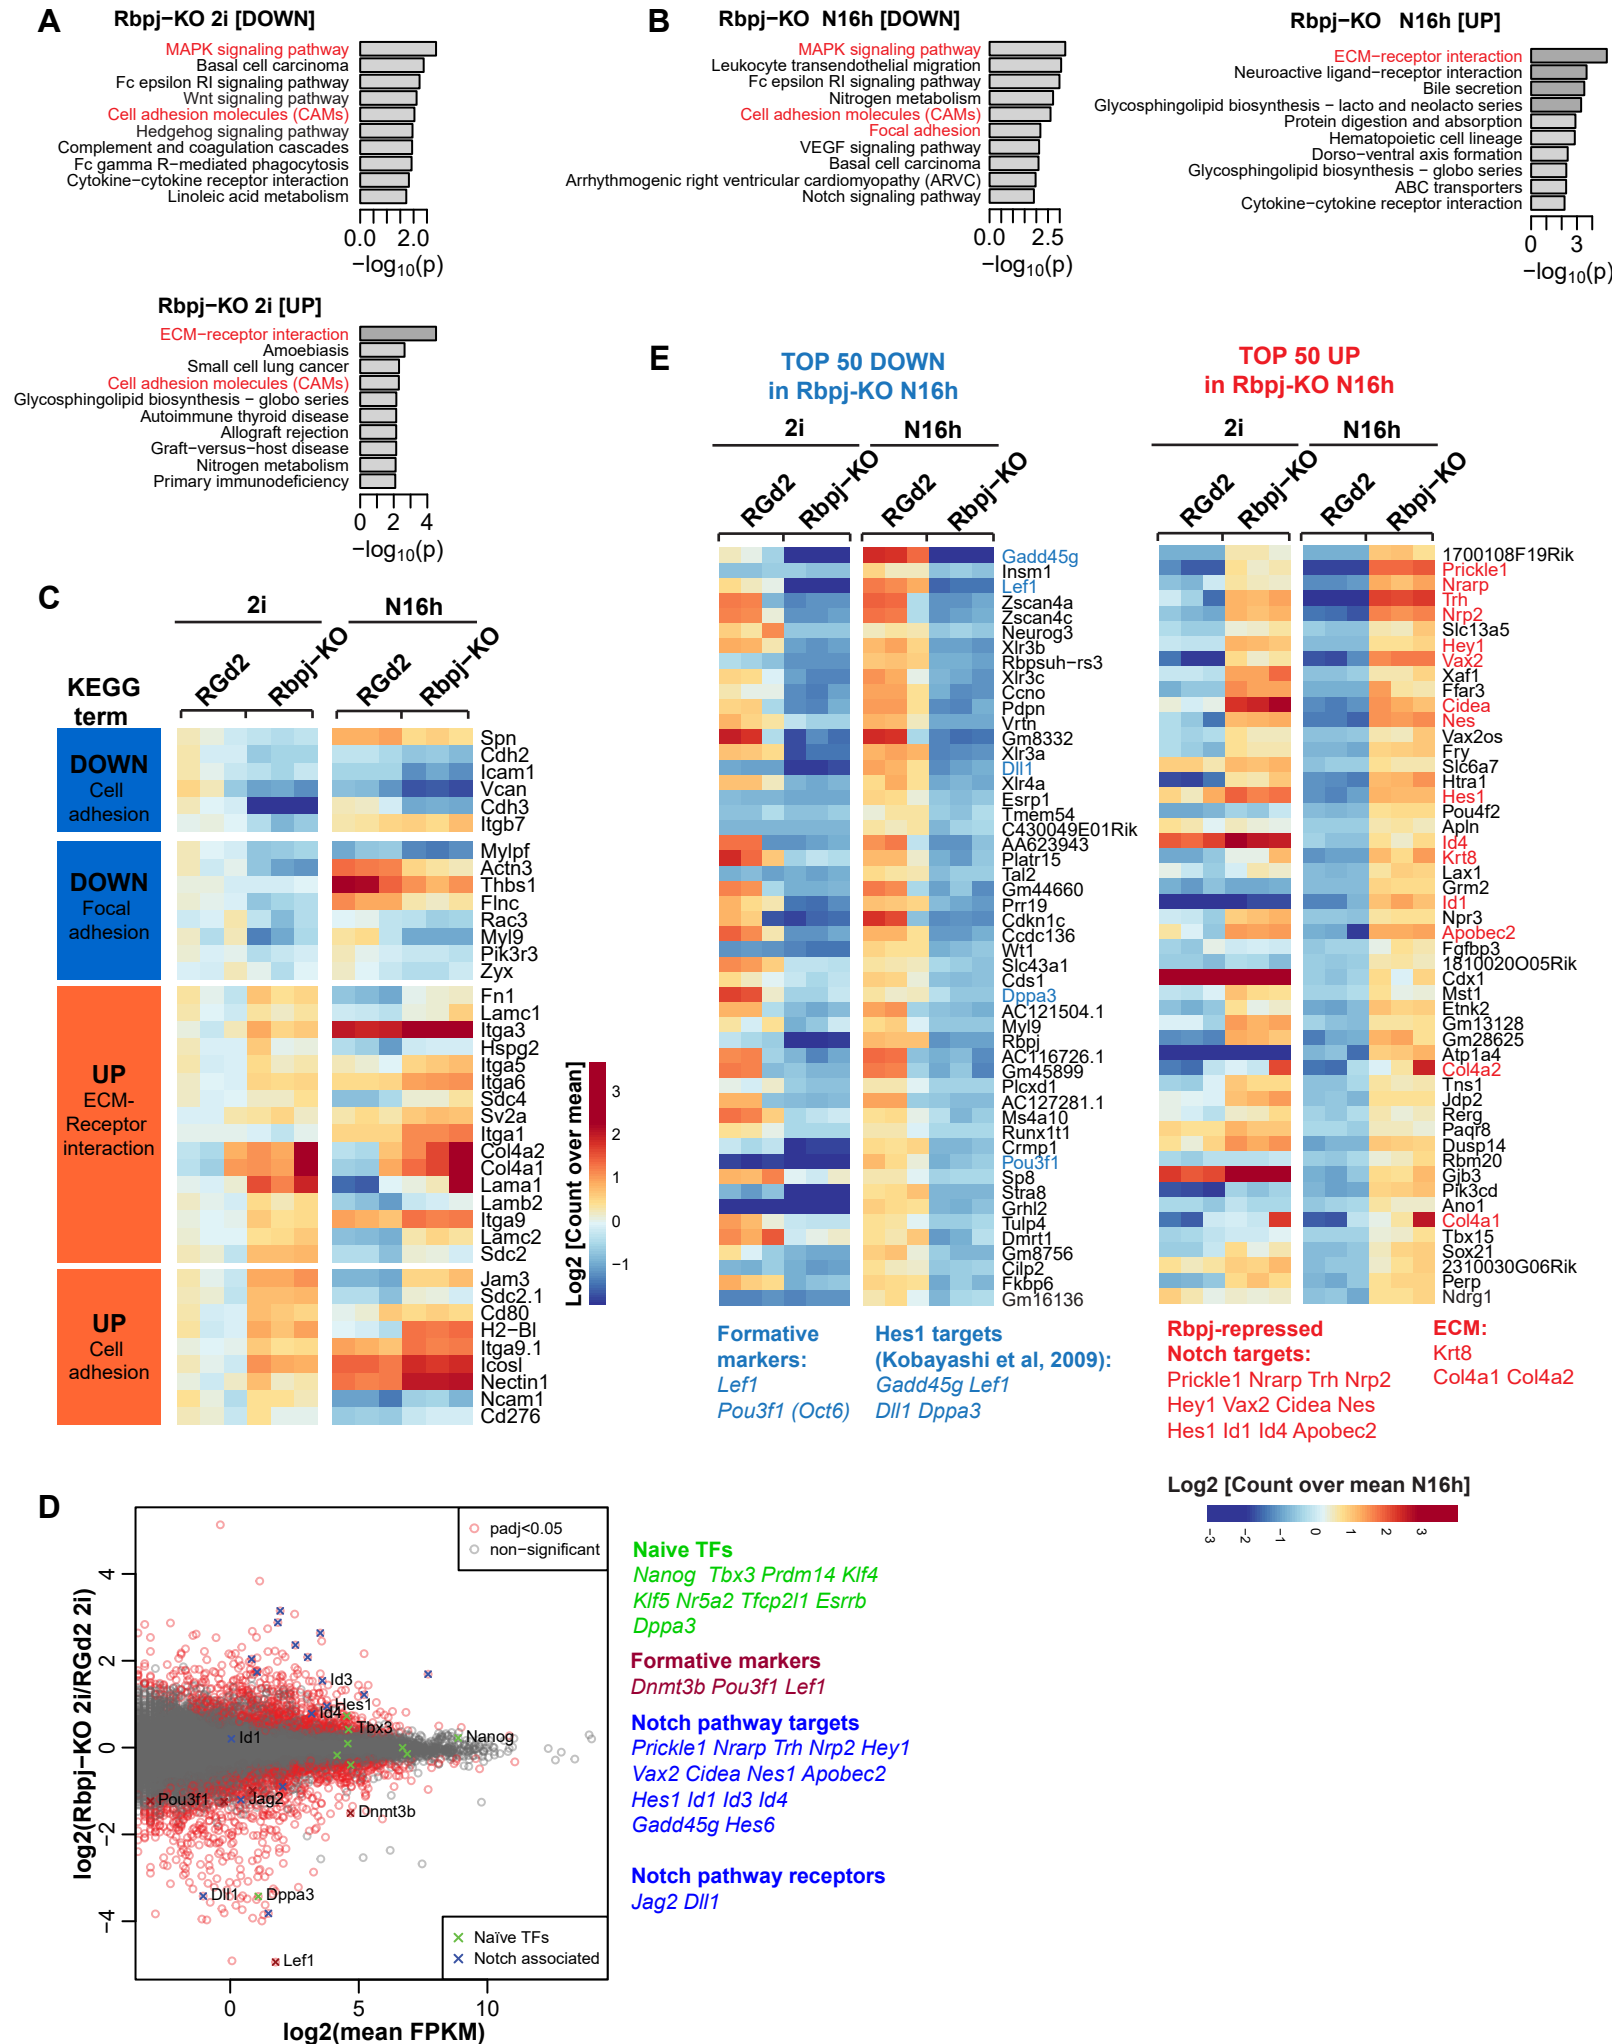 A
Rbpj−KO 2i [DOWN]
MAPK signaling pathway
Basal cell carcinoma
Fc epsilon RI signaling pathway
Wnt signaling pathway
Cell adhesion molecules (CAMs)
Hedgehog signaling pathway
Complement and coagulation cascades
Fc gamma R−mediated phagocytosis
Cytokine−cytokine receptor interaction
Linoleic acid metabolism
0.0 2.0
−log10(p)
Rbpj−KO 2i [UP]
ECM−receptor interaction
Amoebiasis
Small cell lung cancer
Cell adhesion molecules (CAMs)
Glycosphingolipid biosynthesis − globo series
Autoimmune thyroid disease
Allograft rejection
Graft−versus−host disease
Nitrogen metabolism
Primary immunodeficiency
0 2 4
−log10(p)
B
Rbpj−KO N16h [DOWN]
MAPK signaling pathway
Leukocyte transendothelial migration
Fc epsilon RI signaling pathway
Nitrogen metabolism
Cell adhesion molecules (CAMs)
Focal adhesion
VEGF signaling pathway
Basal cell carcinoma
Arrhythmogenic right ventricular cardiomyopathy (ARVC)
Notch signaling pathway
0.0 2.5
−log10(p)
Rbpj−KO N16h [UP]
ECM−receptor interaction
Neuroactive ligand−receptor interaction
Bile secretion
Glycosphingolipid biosynthesis − lacto and neolacto series
Protein digestion and absorption
Hematopoietic cell lineage
Dorso−ventral axis formation
Glycosphingolipid biosynthesis − globo series
ABC transporters
Cytokine−cytokine receptor interaction
0 3
−log10(p)
C
2i N16h
RGd2 Rbpj−KO RGd2 Rbpj−KO
KEGG
term
DOWN
Cell
adhesion
Spn
Cdh2
Icam1
Vcan
Cdh3
Itgb7
DOWN
Focal
adhesion
Mylpf
Actn3
Thbs1
Flnc
Rac3
Myl9
Pik3r3
Zyx
UP
ECM-
Receptor
interaction
Fn1
Lamc1
Itga3
Hspg2
Itga5
Itga6
Sdc4
Sv2a
Itga1
Col4a2
Col4a1
Lama1
Lamb2
Itga9
Lamc2
Sdc2
UP
Cell
adhesion
Jam3
Sdc2.1
Cd80
H2−Bl
Itga9.1
Icosl
Nectin1
Ncam1
Cd276
Log2 [Count over mean]
3
2
1
0
−1
E
TOP 50 DOWN
in Rbpj-KO N16h
2i N16h
RGd2 Rbpj−KO RGd2 Rbpj−KO
Gadd45g
Insm1
Lef1
Zscan4a
Zscan4c
Neurog3
Xlr3b
Rbpsuh−rs3
Xlr3c
Ccno
Pdpn
Vrtn
Gm8332
Xlr3a
Dll1
Xlr4a
Esrp1
Tmem54
C430049E01Rik
AA623943
Platr15
Tal2
Gm44660
Prr19
Cdkn1c
Ccdc136
Wt1
Slc43a1
Cds1
Dppa3
AC121504.1
Myl9
Rbpj
AC116726.1
Gm45899
Plcxd1
AC127281.1
Ms4a10
Runx1t1
Crmp1
Pou3f1
Sp8
Stra8
Grhl2
Tulp4
Dmrt1
Gm8756
Cilp2
Fkbp6
Gm16136
Formative
markers:
Lef1
Pou3f1 (Oct6)
Hes1 targets
(Kobayashi et al, 2009):
Gadd45g Lef1
Dll1 Dppa3
TOP 50 UP
in Rbpj-KO N16h
2i N16h
RGd2 Rbpj−KO RGd2 Rbpj−KO
1700108F19Rik
Prickle1
Nrarp
Trh
Nrp2
Slc13a5
Hey1
Vax2
Xaf1
Ffar3
Cidea
Nes
Vax2os
Fry
Slc6a7
Htra1
Hes1
Pou4f2
Apln
Id4
Krt8
Lax1
Grm2
Id1
Npr3
Apobec2
Fgfbp3
1810020O05Rik
Cdx1
Mst1
Etnk2
Gm13128
Gm28625
Atp1a4
Col4a2
Tns1
Jdp2
Rerg
Paqr8
Dusp14
Rbm20
Gjb3
Pik3cd
Ano1
Col4a1
Tbx15
Sox21
2310030G06Rik
Perp
Ndrg1
Rbpj-repressed
Notch targets:
Prickle1 Nrarp Trh Nrp2
Hey1 Vax2 Cidea Nes
Hes1 Id1 Id4 Apobec2
ECM:
Krt8
Col4a1 Col4a2
Log2 [Count over mean N16h]
−3 −2 −1 0 1 2 3
D
log2(Rbpj−KO 2i/RGd2 2i)
4
2
0
−2
−4
padj<0.05
non−significant
Id3
Hes1
Id4
Tbx3
Id1
Nanog
Pou3f1
Jag2
Dnmt3b
Dll1
Dppa3
Lef1
Naïve TFs
Notch associated
0 5 10
log2(mean FPKM)
Naive TFs
Nanog Tbx3 Prdm14 Klf4
Klf5 Nr5a2 Tfcp2l1 Esrrb
Dppa3
Formative markers
Dnmt3b Pou3f1 Lef1
Notch pathway targets
Prickle1 Nrarp Trh Nrp2 Hey1
Vax2 Cidea Nes1 Apobec2
Hes1 Id1 Id3 Id4
Gadd45g Hes6
Notch pathway receptors
Jag2 Dll1